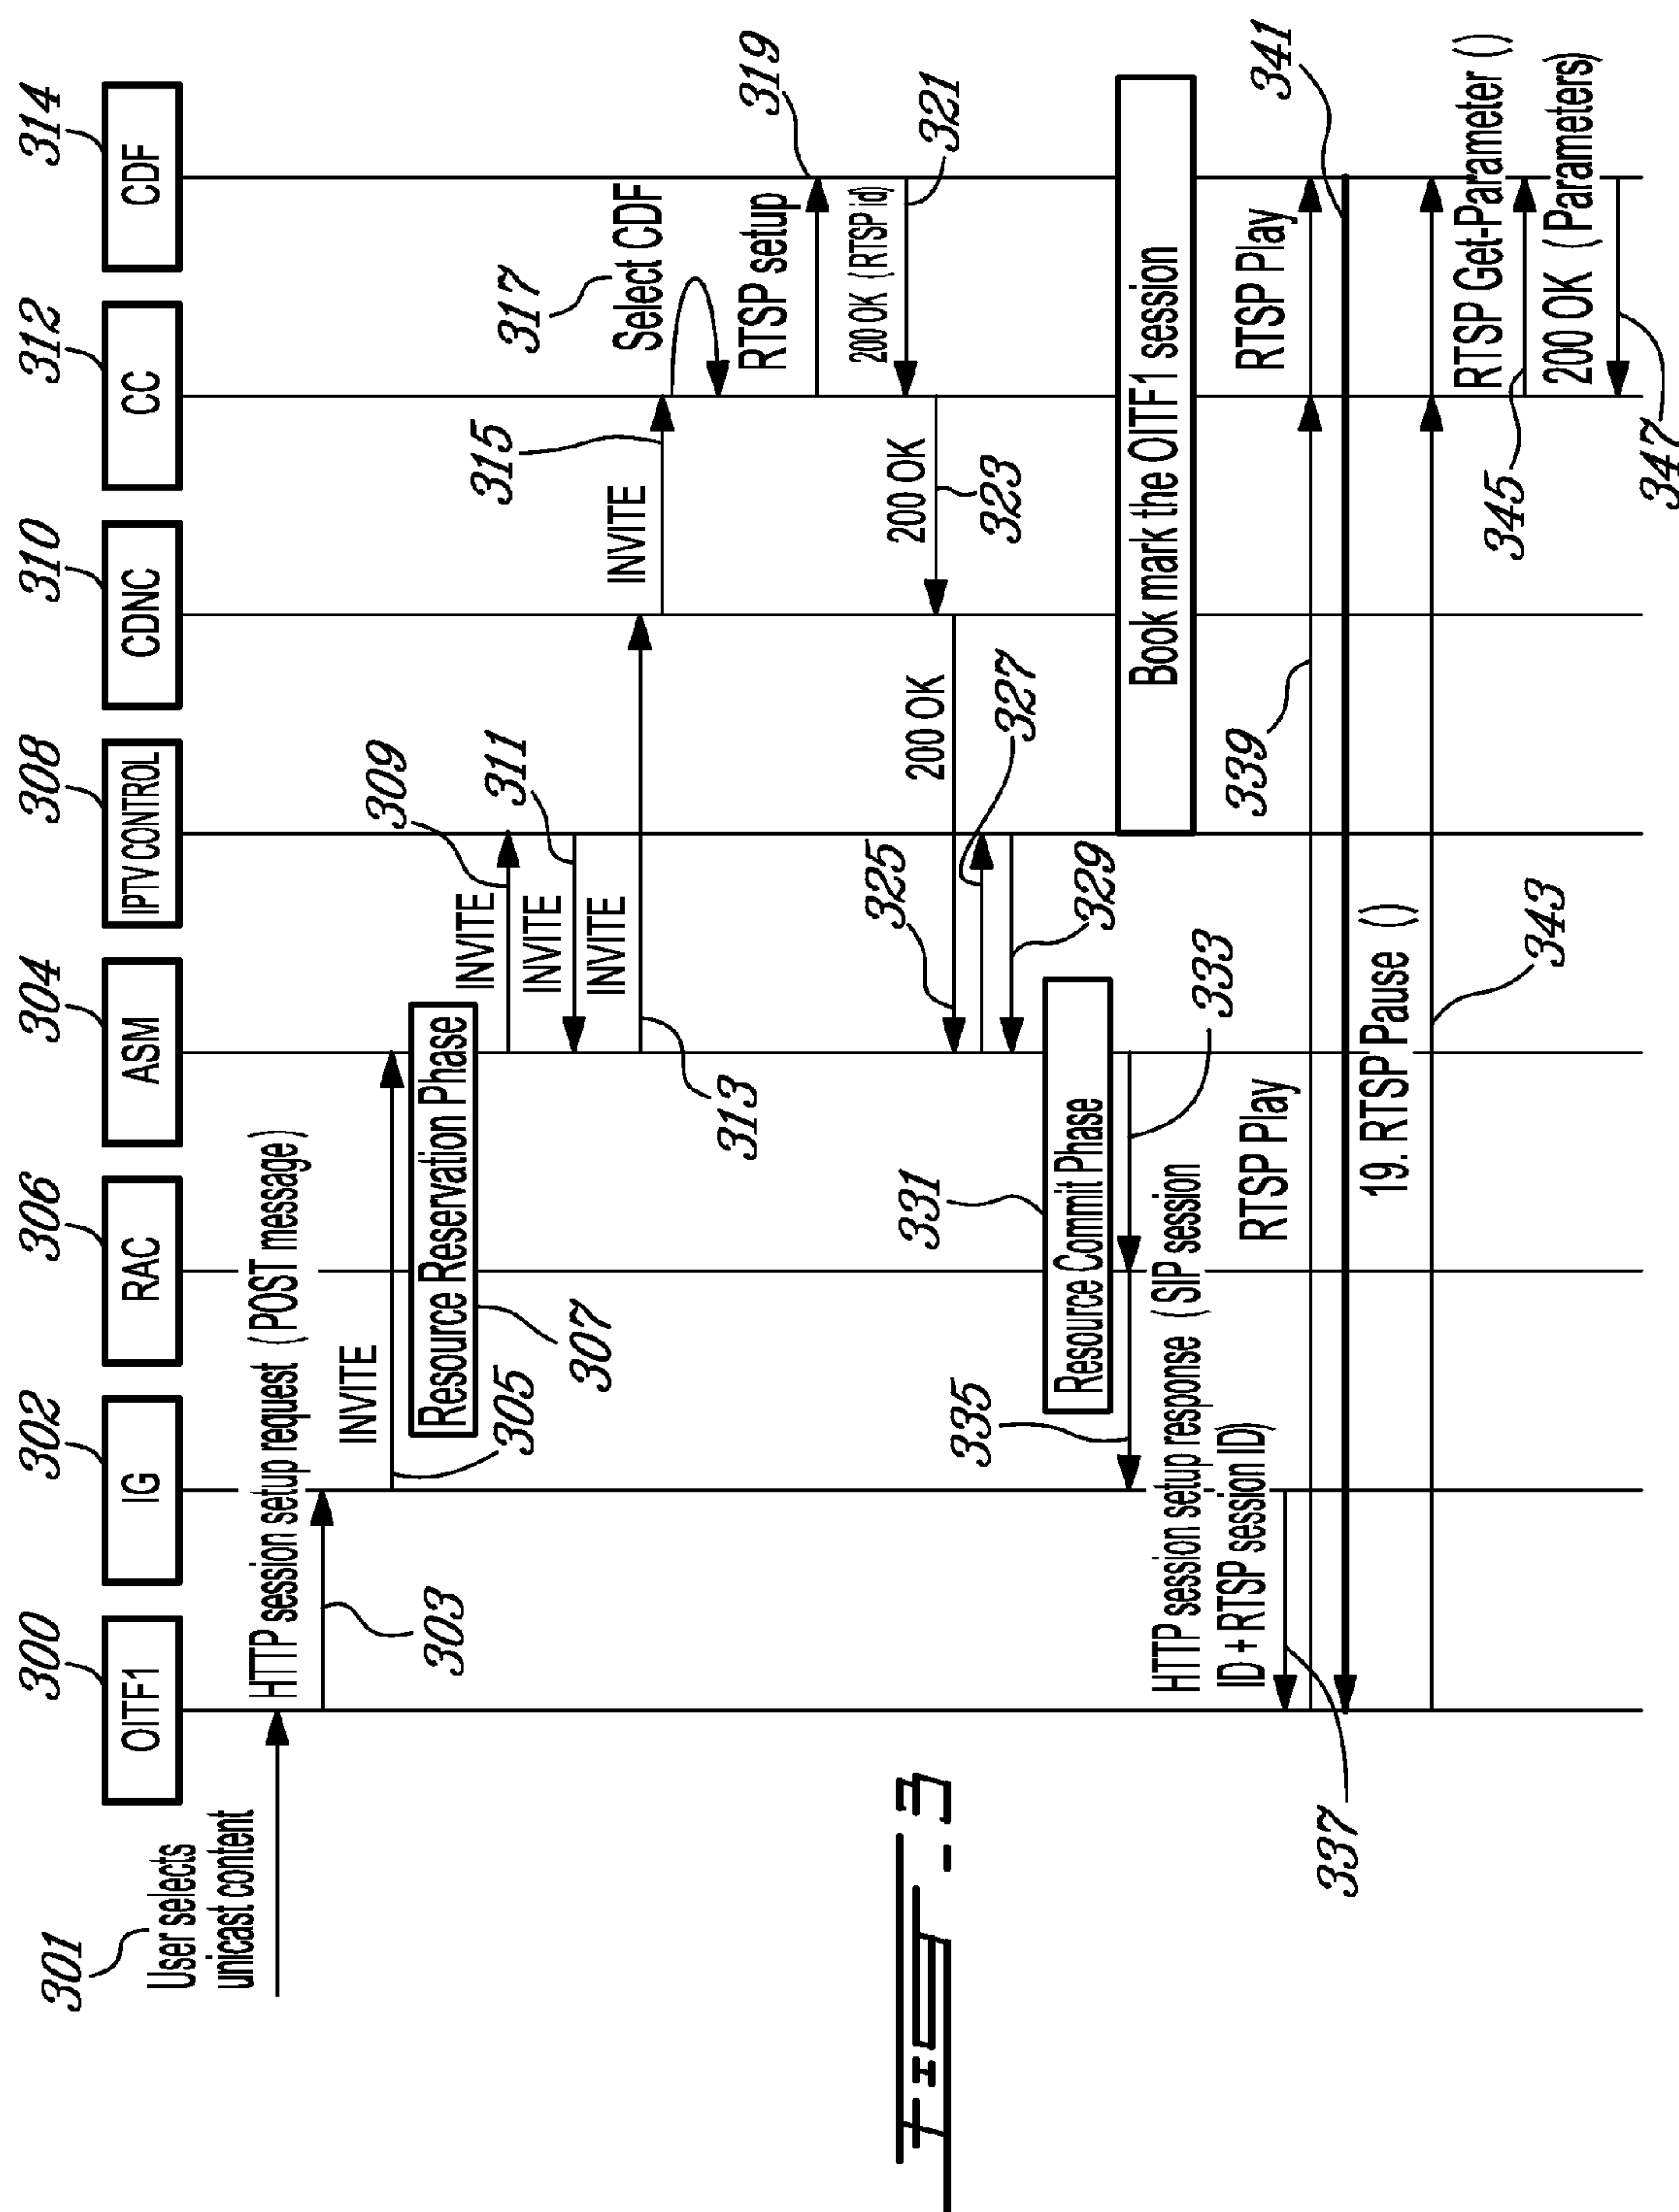 300
302
306
304
308
310
312
314
OITF1
IG
RAC
ASM
IPTV CONTROL
CDNC
CC
CDF
301
User selects
unicast content
HTTP session setup request (POST message)
303
INVITE
305
Resource Reservation Phase
307
309
INVITE
311
INVITE
INVITE
313
315
INVITE
317
Select CDF
319
RTSP setup
321
200 OK (RTSP id)
200 OK
323
200 OK
325
327
329
331
Resource Commit Phase
333
335
Book mark the OITF1 session
HTTP session setup response (SIP session
ID + RTSP session ID)
337
RTSP Play
339
RTSP Play
341
19. RTSP Pause ()
343
RTSP Get-Parameter ()
345
200 OK (Parameters)
347
FIG. 3